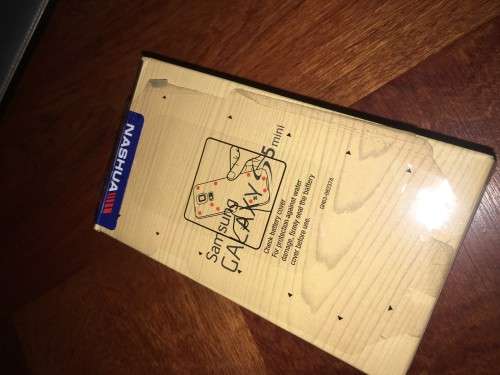 NASHUA
Samsung
GALAXY S5 mini
Check battery cover
For protection against water
damage, firmly seal the battery
cover before use.